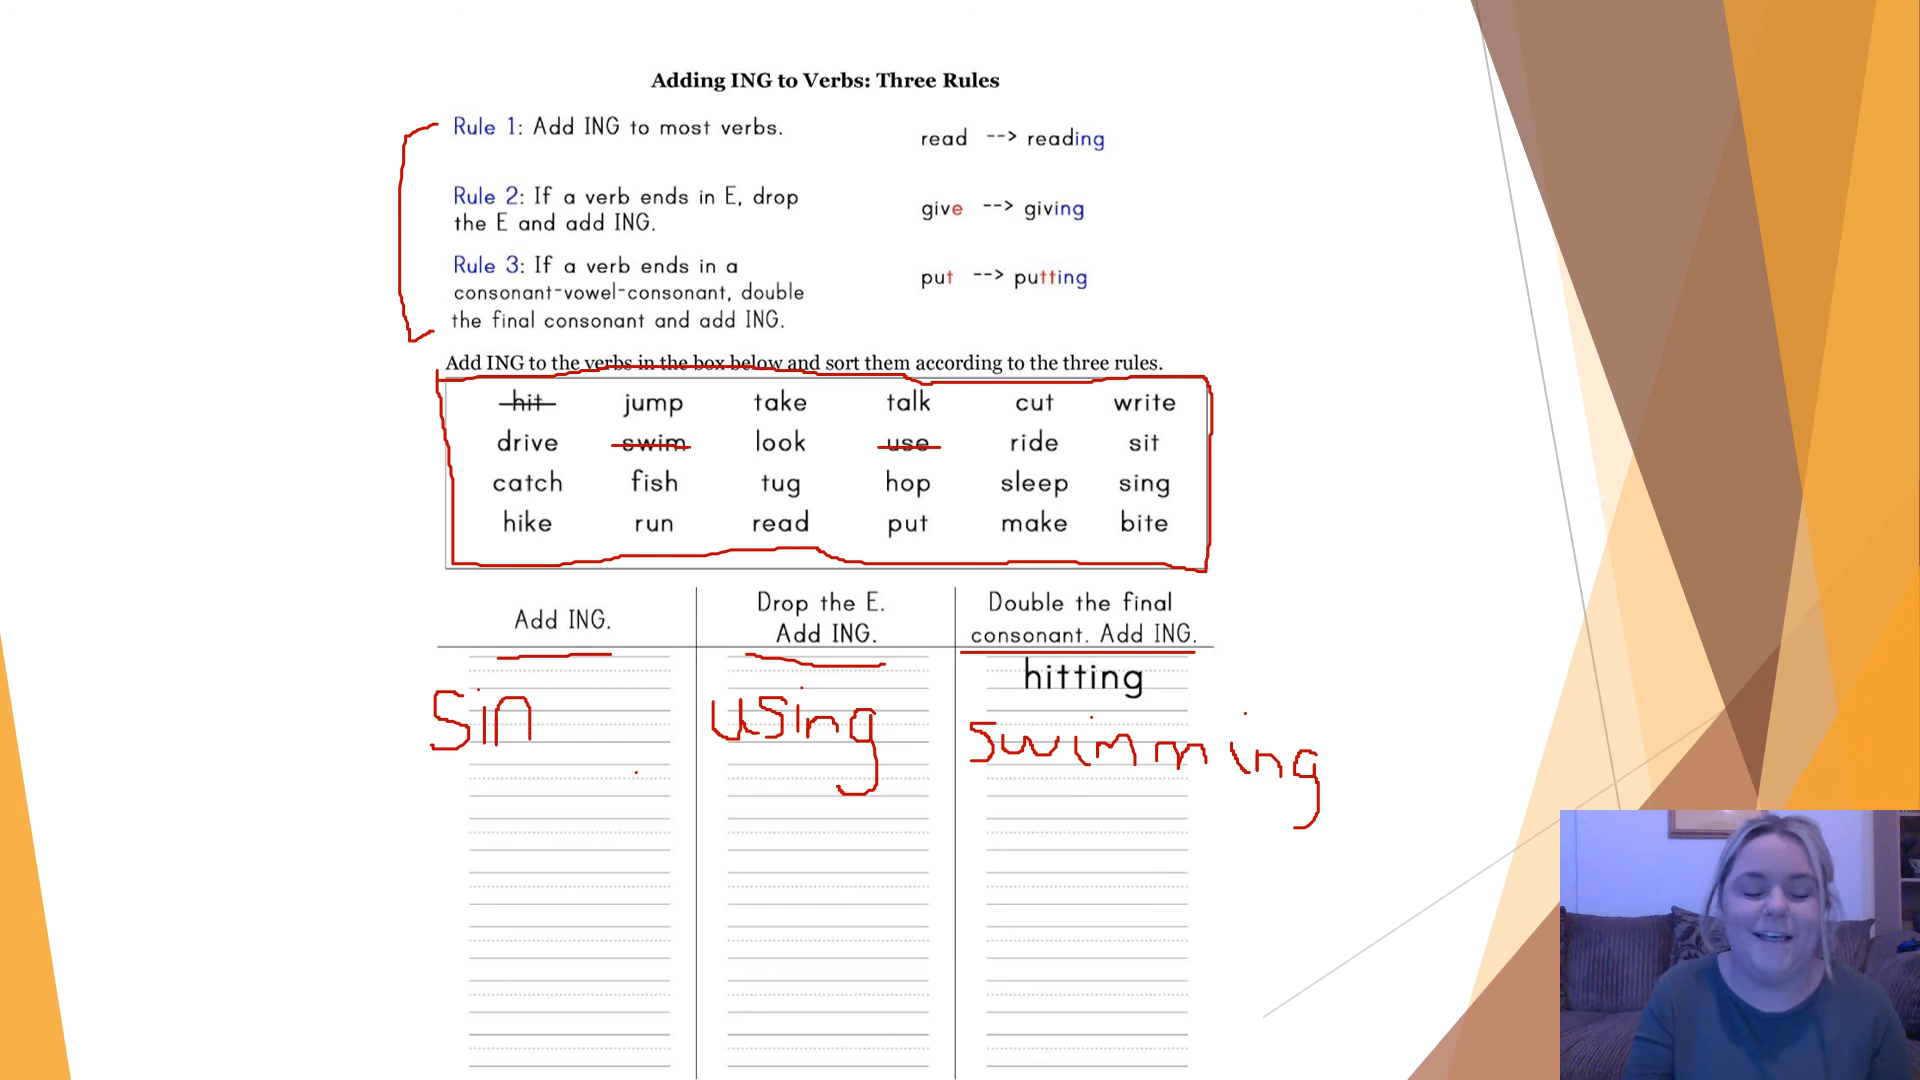 Adding ING to Verbs: Three Rules
Rule 1: Add ING to most verbs.
read --> reading
Rule 2: If a verb ends in E, drop
the E and add ING.
give --> giving
Rule 3: If a verb ends in a
consonant-vowel-consonant, double
the final consonant and add ING.
put --> putting
Add ING to the verbs in the box below and sort them according to the three rules.
hit jump take talk cut write
drive swim look use ride sit
catch fish tug hop sleep sing
hike run read put make bite
Add ING.
Drop the E.
Add ING.
Double the final
consonant. Add ING.
hitting
sin
using
swimming